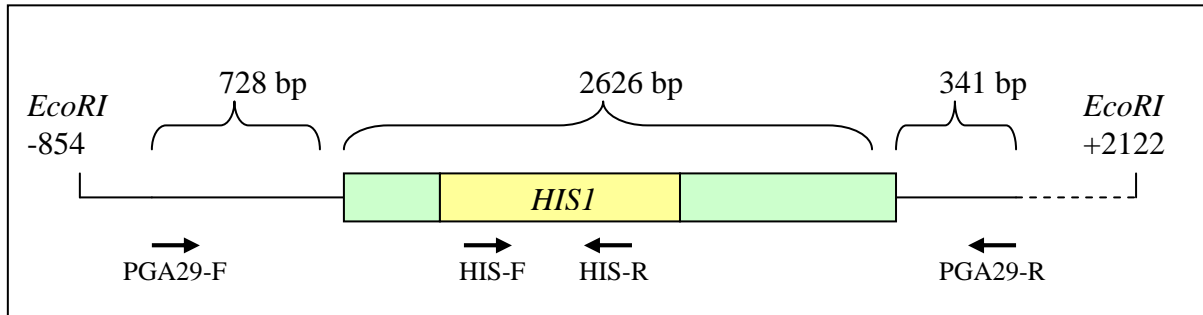 728 bp 2626 bp 341 bp
EcoRI EcoRI
-854 +2122
HIS1
PGA29-F HIS-F HIS-R PGA29-R